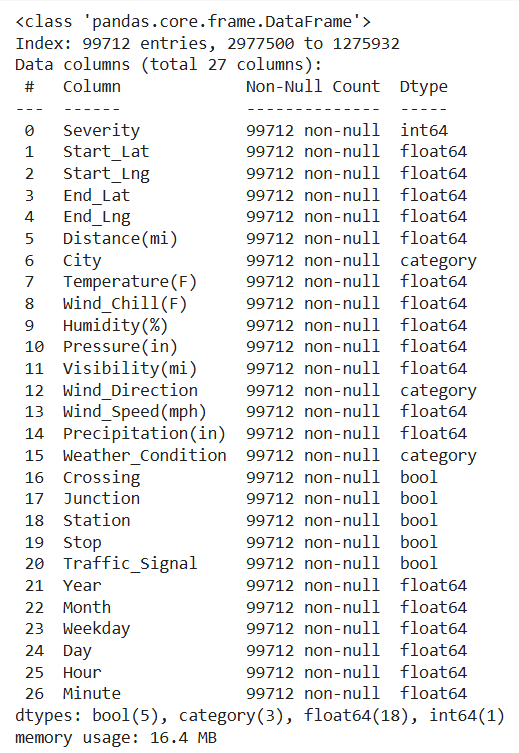 <class 'pandas.core.frame.DataFrame'>
Index: 99712 entries, 2977500 to 1275932
Data columns (total 27 columns):
 #   Column             Non-Null Count  Dtype
---  ------             --------------  -----
 0   Severity           99712 non-null  int64
 1   Start_Lat          99712 non-null  float64
 2   Start_Lng          99712 non-null  float64
 3   End_Lat            99712 non-null  float64
 4   End_Lng            99712 non-null  float64
 5   Distance(mi)       99712 non-null  float64
 6   City               99712 non-null  category
 7   Temperature(F)     99712 non-null  float64
 8   Wind_Chill(F)      99712 non-null  float64
 9   Humidity(%)        99712 non-null  float64
 10  Pressure(in)       99712 non-null  float64
 11  Visibility(mi)     99712 non-null  float64
 12  Wind_Direction     99712 non-null  category
 13  Wind_Speed(mph)    99712 non-null  float64
 14  Precipitation(in)  99712 non-null  float64
 15  Weather_Condition  99712 non-null  category
 16  Crossing           99712 non-null  bool
 17  Junction           99712 non-null  bool
 18  Station            99712 non-null  bool
 19  Stop               99712 non-null  bool
 20  Traffic_Signal     99712 non-null  bool
 21  Year               99712 non-null  float64
 22  Month              99712 non-null  float64
 23  Weekday            99712 non-null  float64
 24  Day                99712 non-null  float64
 25  Hour               99712 non-null  float64
 26  Minute             99712 non-null  float64
dtypes: bool(5), category(3), float64(18), int64(1)
memory usage: 16.4 MB